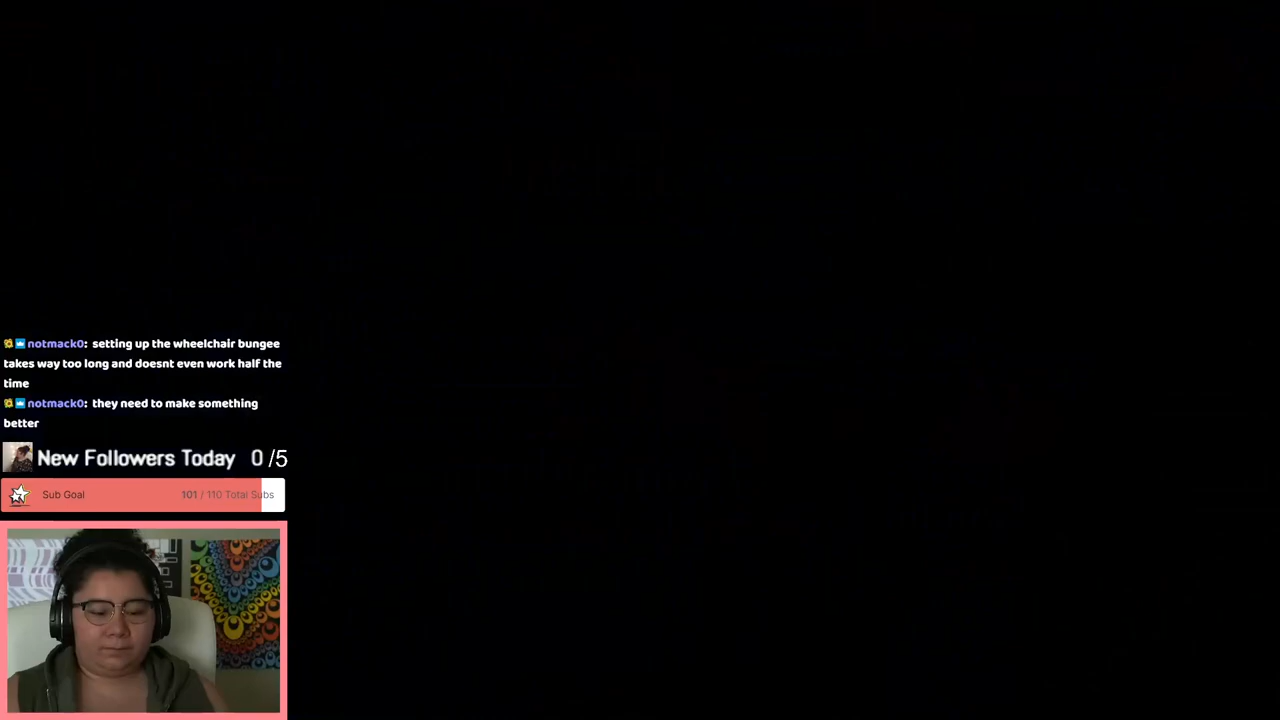 notmack0: setting up the wheelchair bungee
takes way too long and doesnt even work half the
time
notmack0: they need to make something
better
New Followers Today 0 /5
Sub Goal 101 / 110 Total Subs